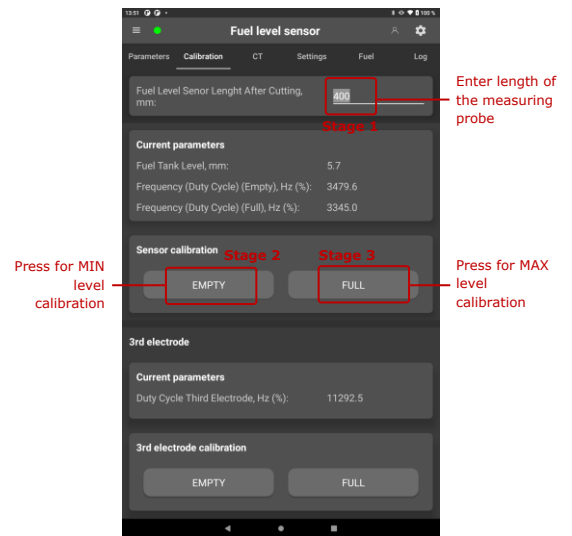 13:51
100 %
Fuel level sensor
Parameters Calibration CT Settings Fuel Log
Fuel Level Senor Lenght After Cutting, mm: 400
Enter length of the measuring probe
Stage 1
Current parameters
Fuel Tank Level, mm: 5.7
Frequency (Duty Cycle) (Empty), Hz (%): 3479.6
Frequency (Duty Cycle) (Full), Hz (%): 3345.0
Sensor calibration
Stage 2 Stage 3
Press for MIN level calibration
EMPTY FULL
Press for MAX level calibration
3rd electrode
Current parameters
Duty Cycle Third Electrode, Hz (%): 11292.5
3rd electrode calibration
EMPTY FULL